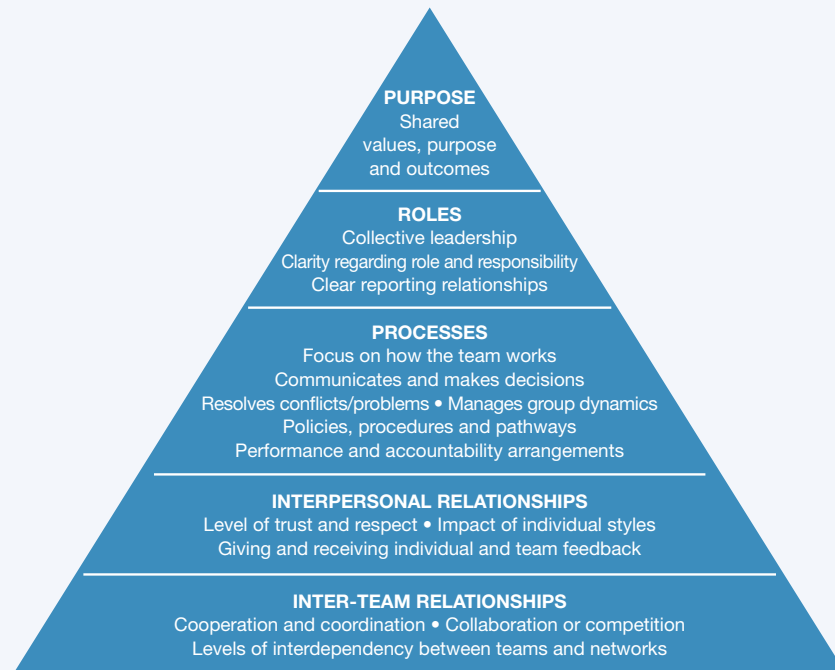 PURPOSE
Shared
values, purpose
and outcomes
ROLES
Collective leadership
Clarity regarding role and responsibility
Clear reporting relationships
PROCESSES
Focus on how the team works
Communicates and makes decisions
Resolves conflicts/problems • Manages group dynamics
Policies, procedures and pathways
Performance and accountability arrangements
INTERPERSONAL RELATIONSHIPS
Level of trust and respect • Impact of individual styles
Giving and receiving individual and team feedback
INTER-TEAM RELATIONSHIPS
Cooperation and coordination • Collaboration or competition
Levels of interdependency between teams and networks